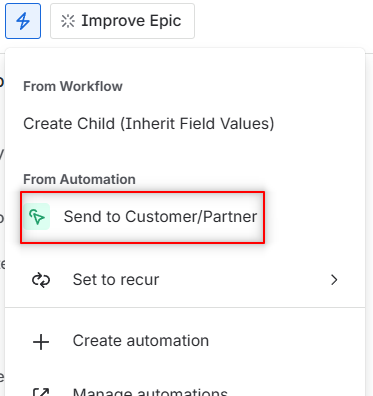 Improve Epic
From Workflow
Create Child (Inherit Field Values)
From Automation
Send to Customer/Partner
Set to recur
Create automation
Manage automations